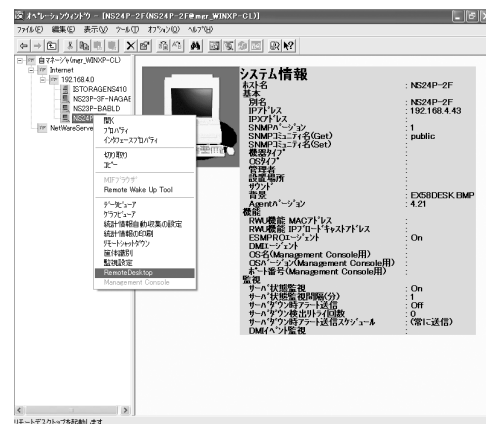 オペレーションウィンドウ - [NS24P-2F(NS24P-2F@mer_WINXP-CL)]
ファイル(F) 編集(E) 表示(V) ツール(T) オプション(O) ヘルプ(H)
自マネージャ(mer_WINXP-CL)
Internet
192.168.4.0
ISTORAGENS410
NS23P-3F-NAGAE
NS23P-BABLD
NS24P
NetWareServer
開く
プロパティ
インタフェースプロパティ
切り取り
コピー
MIFブラウザ
Remote Wake Up Tool
データビューア
グラフビューア
統計情報自動収集の設定
統計情報の印刷
リモートシャットダウン
筐体識別
監視設定
RemoteDesktop
Management Console
システム情報
ホスト名 : NS24P-2F
基本
別名 : NS24P-2F
IPアドレス : 192.168.4.43
IPXアドレス :
SNMPバージョン : 1
SNMPコミュニティ名(Get) : public
SNMPコミュニティ名(Set) :
機器タイプ :
OSタイプ :
管理者 :
設置場所 :
サウンド :
背景 : EX58DESK.BMP
Agentバージョン : 4.21
機能
RWU機能 MACアドレス :
RWU機能 IPブロードキャストアドレス :
ESMPROエージェント : On
DMIエージェント :
OS名(Management Console用) :
OSバージョン(Management Console用) :
ポート番号(Management Console用) :
監視
サーバ状態監視 : On
サーバ状態監視間隔(分) : 1
サーバダウン時アラート送信 : Off
サーバダウン検出リトライ回数 : 0
サーバダウン時アラート送信スケジュール : (常に送信)
DMIイベント監視 :
リモートデスクトップを起動します